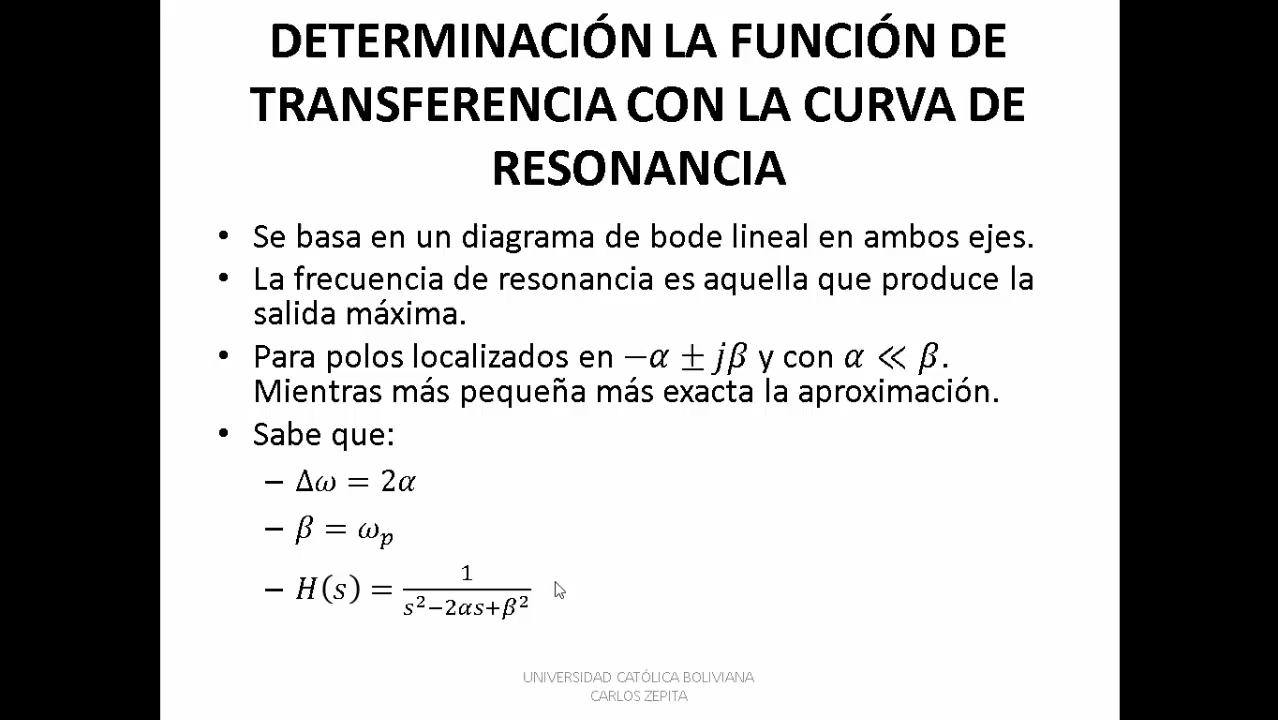 DETERMINACIÓN LA FUNCIÓN DE
TRANSFERENCIA CON LA CURVA DE
RESONANCIA
• Se basa en un diagrama de bode lineal en ambos ejes.
• La frecuencia de resonancia es aquella que produce la
salida máxima.
• Para polos localizados en −α ± jβ y con α ≪ β.
Mientras más pequeña más exacta la aproximación.
• Sabe que:
– Δω = 2α
– β = ω_p
– H(s) = 1/(s²−2αs+β²)
UNIVERSIDAD CATÓLICA BOLIVIANA
CARLOS ZEPITA